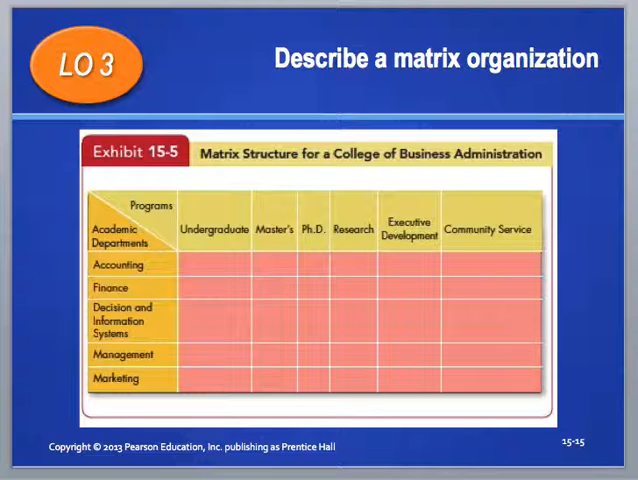 LO 3
Describe a matrix organization
Exhibit 15-5
Matrix Structure for a College of Business Administration
Programs
Academic
Departments
Undergraduate
Master's
Ph.D.
Research
Executive
Development
Community Service
Accounting
Finance
Decision and
Information
Systems
Management
Marketing
Copyright © 2013 Pearson Education, Inc. publishing as Prentice Hall
15-15